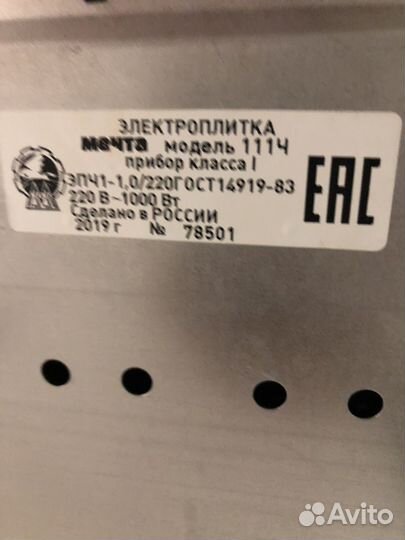 ЭЛЕКТРОПЛИТКА
мечта модель 111Ч
прибор класса I
ЭПЧ1-1,0/220ГОСТ14919-83
220 В ~1000 Вт
Сделано в РОССИИ
2019 г № 78501
ЕАС
Avito